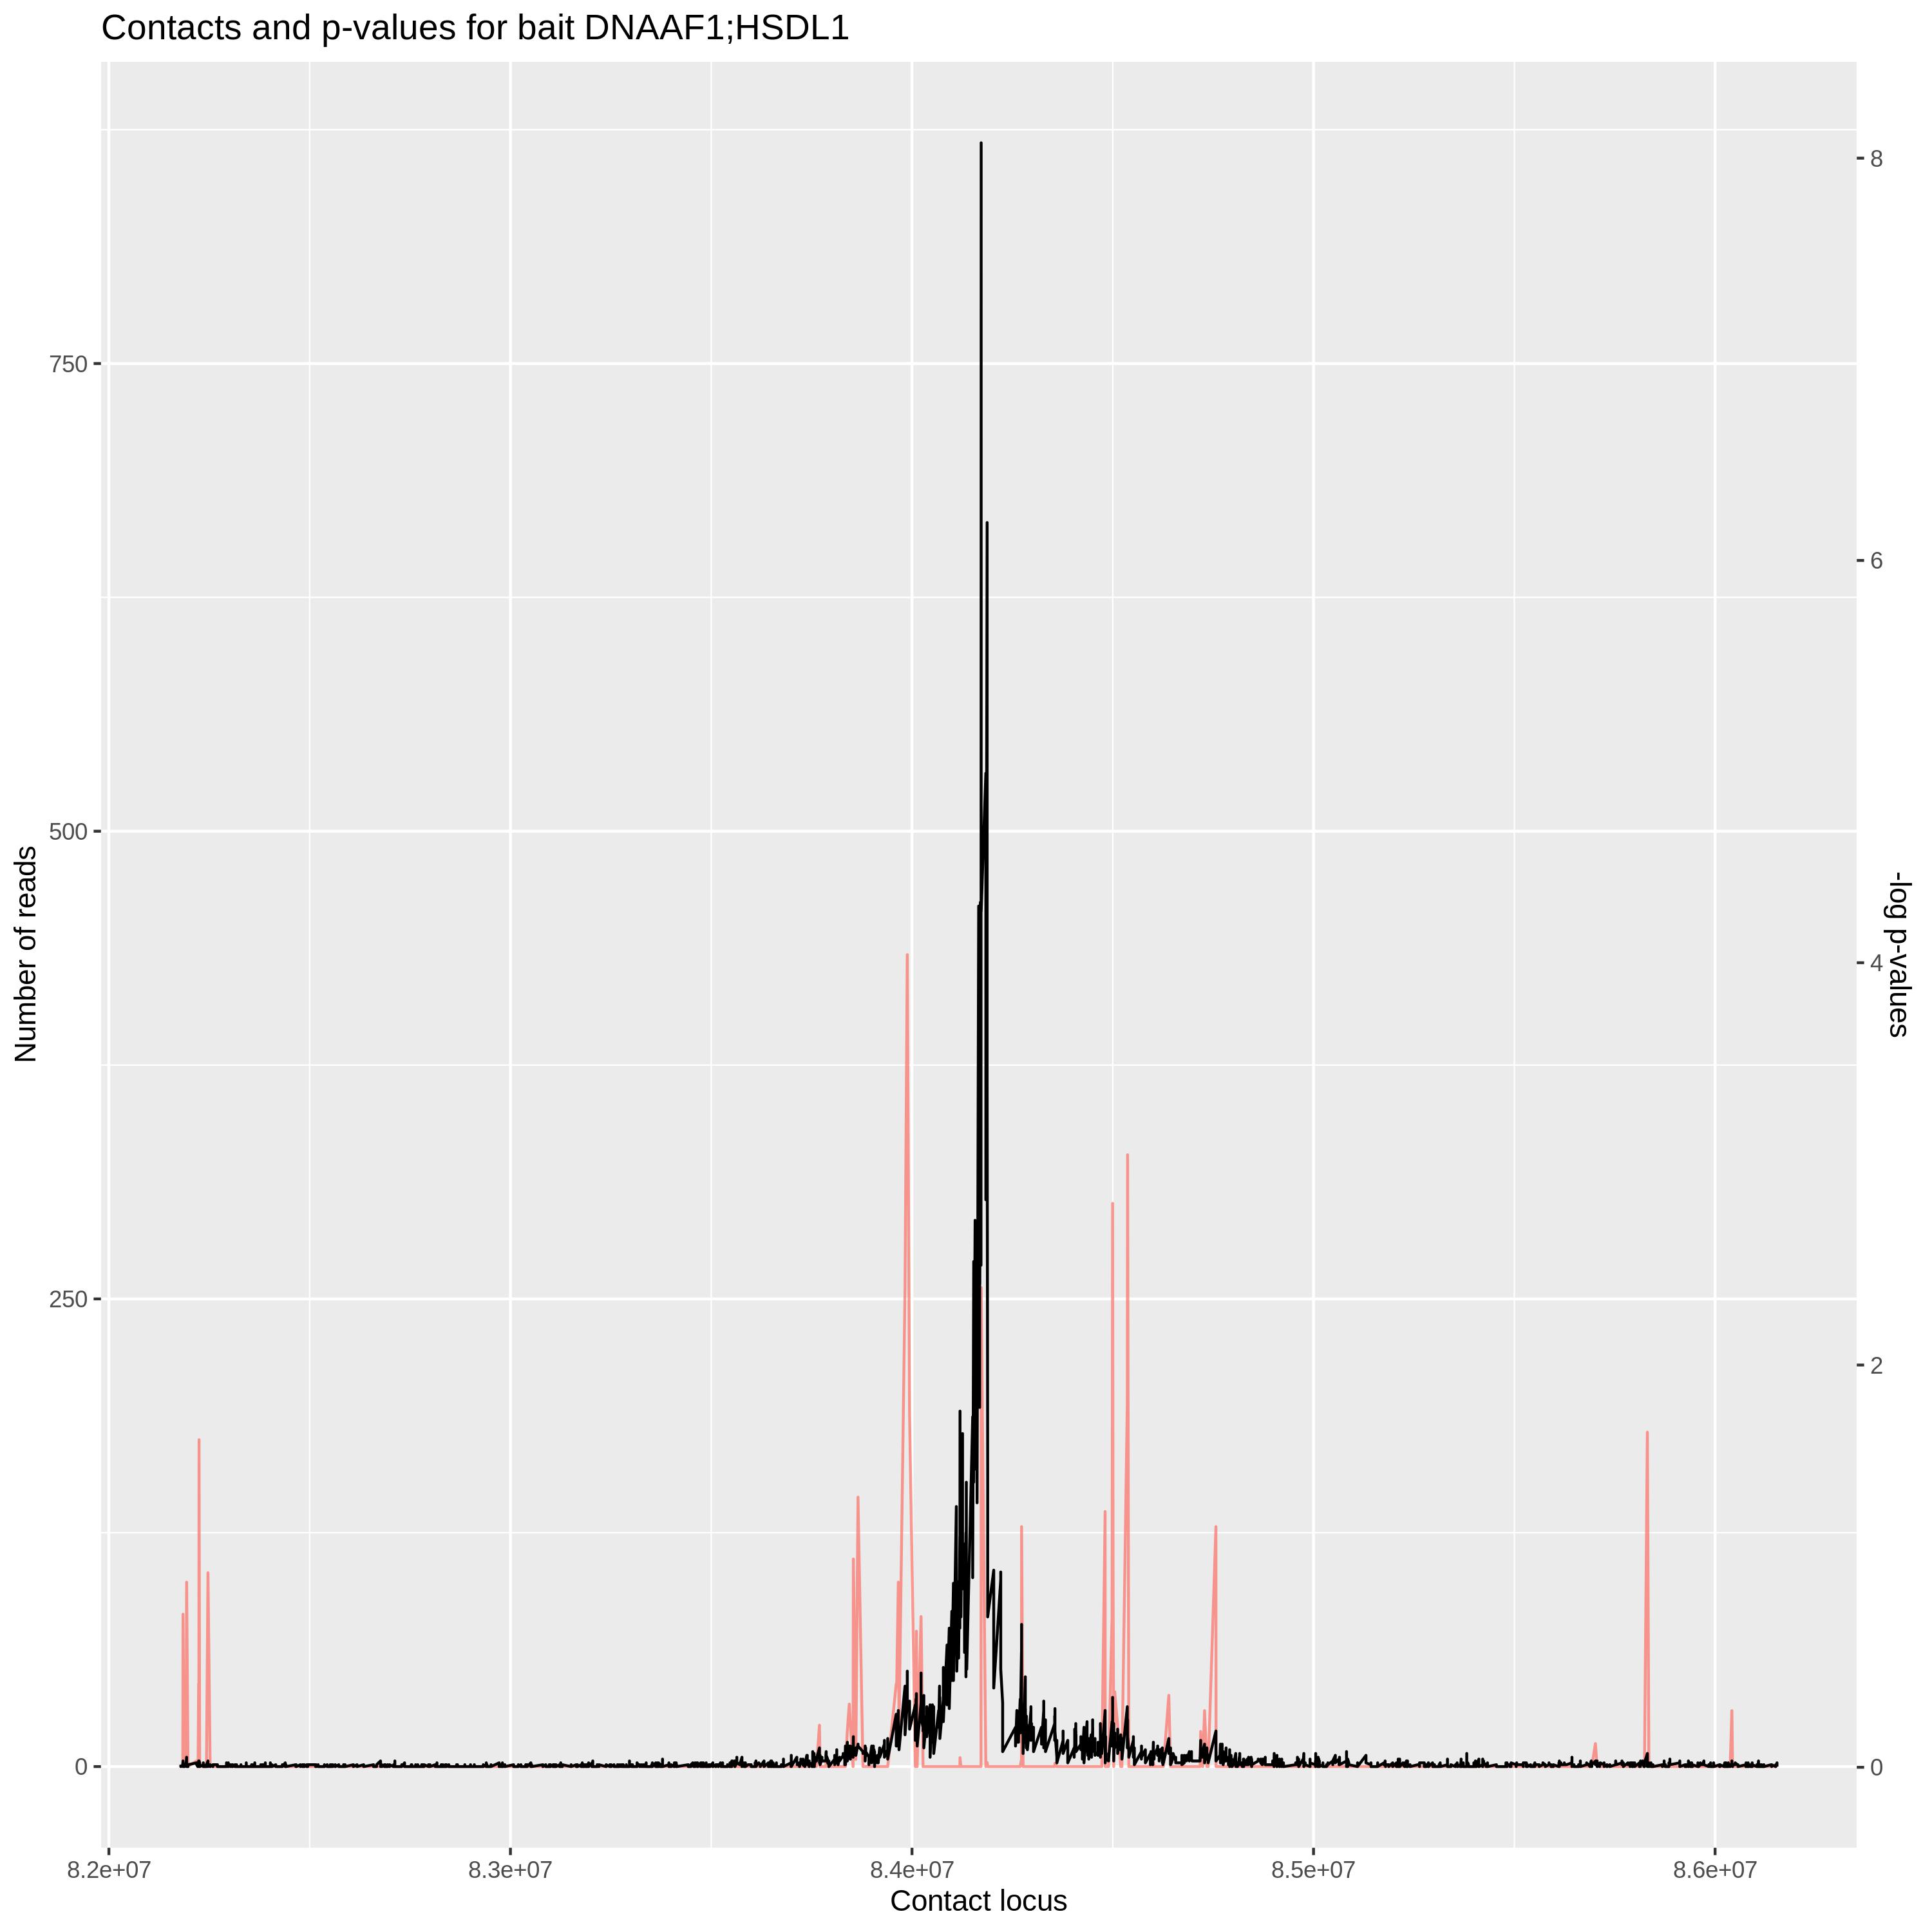 Contacts and p-values for bait DNAAF1;HSDL1
Number of reads
750
500
250
0
8
6
4
2
0
-log p-values
8.2e+07
8.3e+07
8.4e+07
8.5e+07
8.6e+07
Contact locus